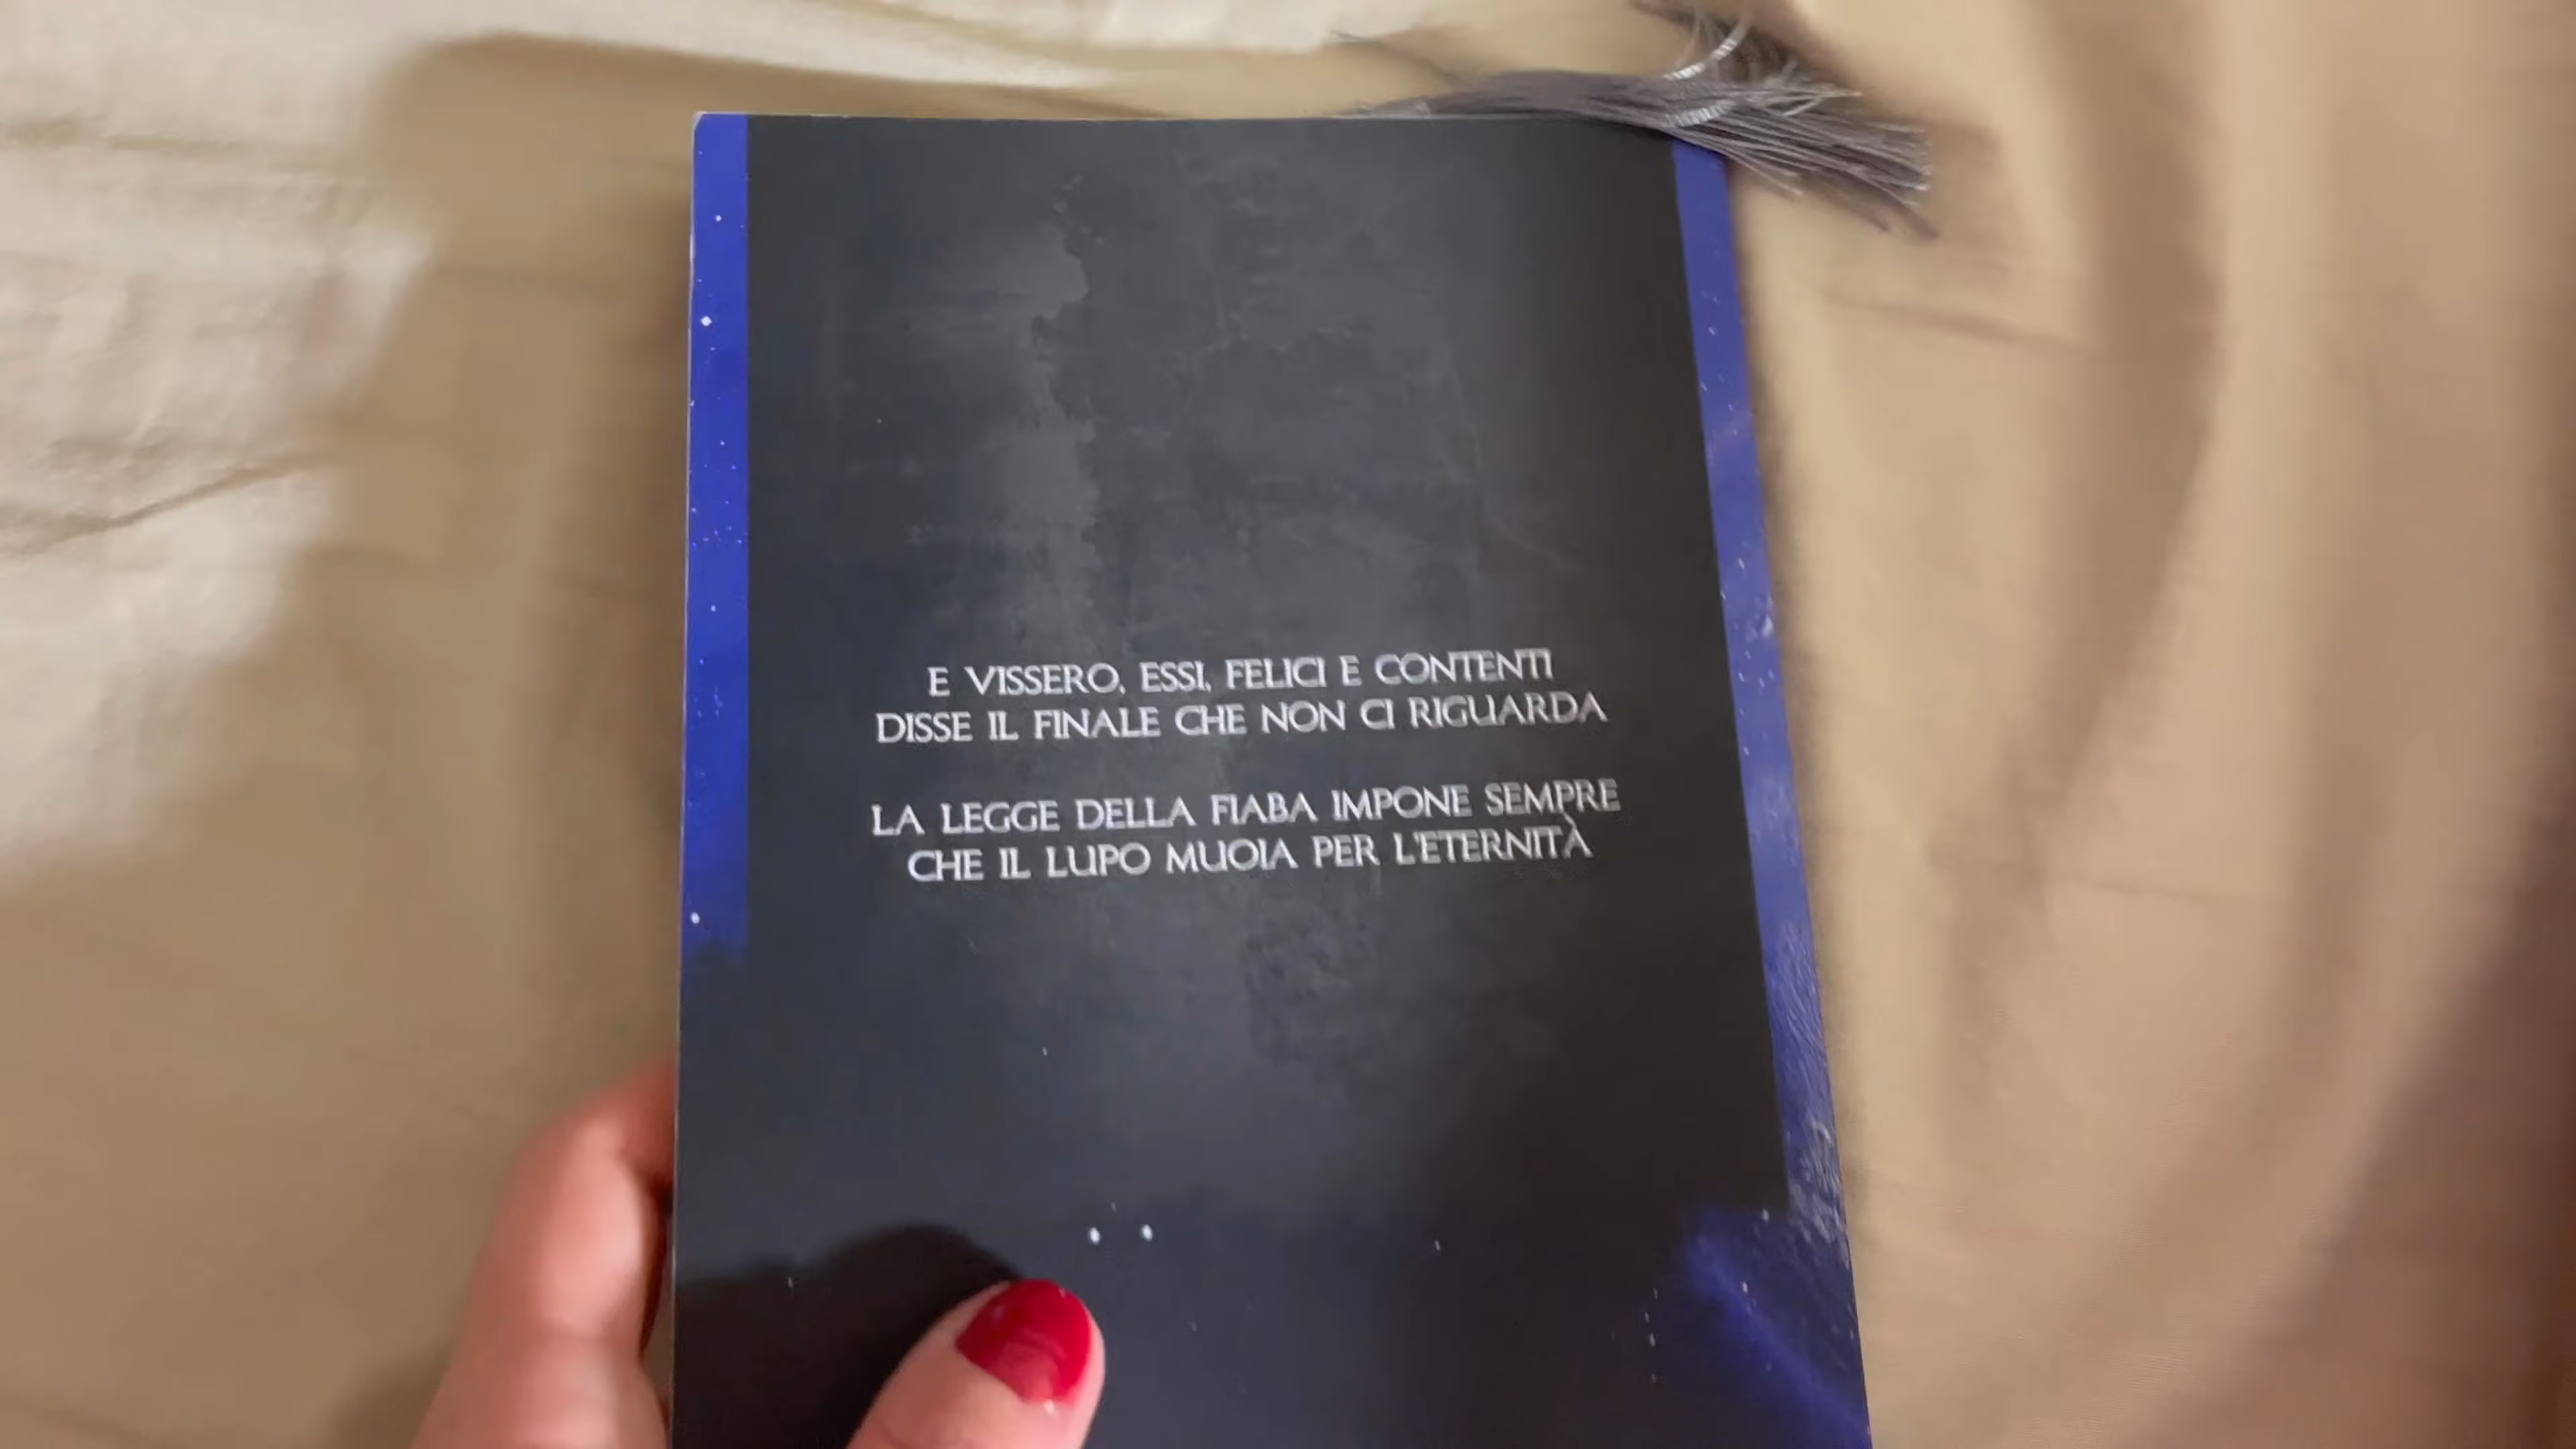 E VISSERO, ESSI, FELICI E CONTENTI
DISSE IL FINALE CHE NON CI RIGUARDA
LA LEGGE DELLA FIABA IMPONE SEMPRE
CHE IL LUPO MUOIA PER L'ETERNITÀ